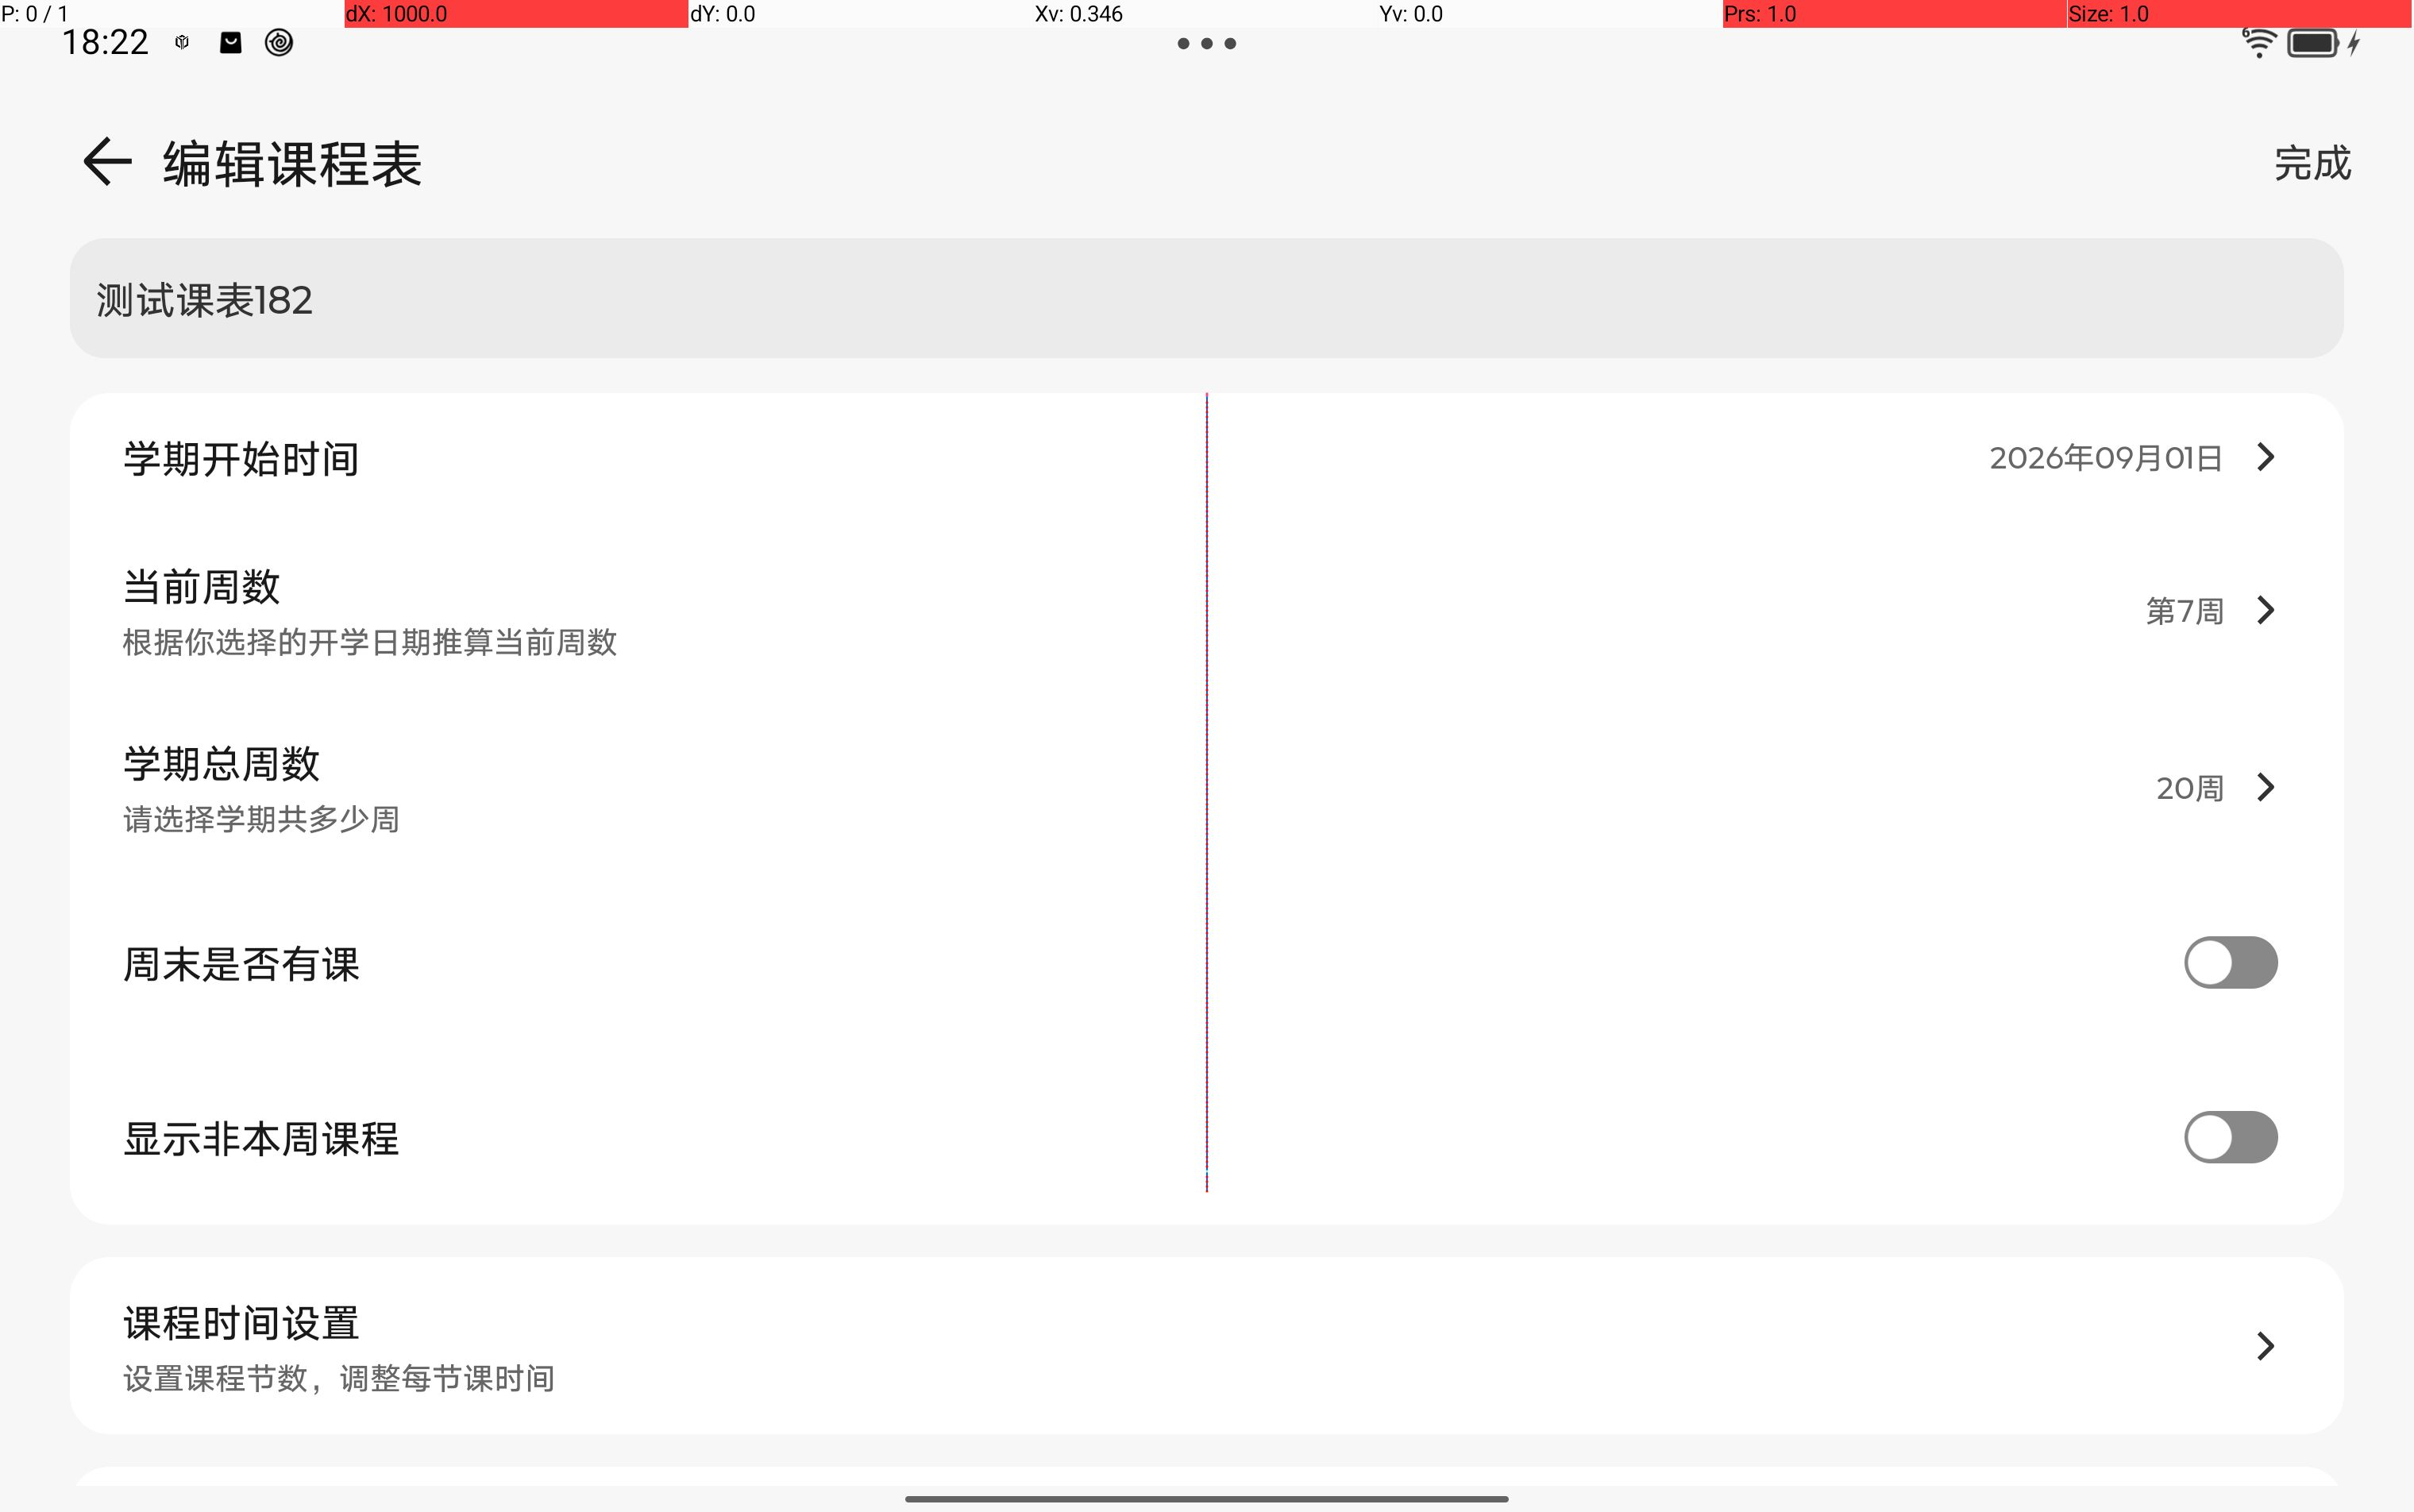 P: 0 / 1
dX: 1000.0
dY: 0.0
Xv: 0.346
Yv: 0.0
Prs: 1.0
Size: 1.0
18:22
6
编辑课程表
完成
测试课表182
学期开始时间
2026年09月01日
当前周数
根据你选择的开学日期推算当前周数
第7周
学期总周数
请选择学期共多少周
20周
周末是否有课
显示非本周课程
课程时间设置
设置课程节数，调整每节课时间